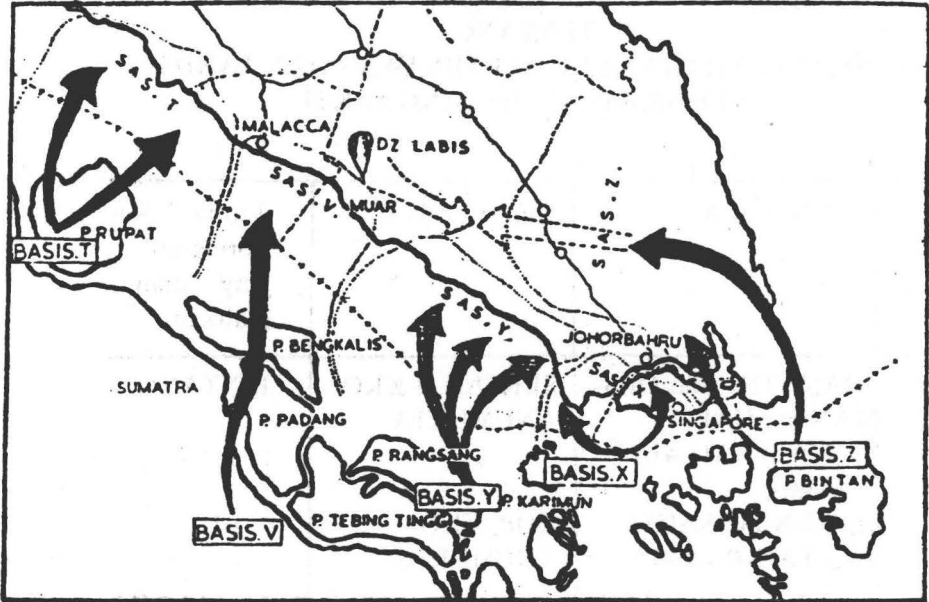 SAS. T
MALACCA
DZ LABIS
SAS. V
MUAR
SAS. Z.
BASIS.T
P.RUPAT
SAS. Y.
JOHORBAHRU
P. BENGKALIS
SUMATRA
SAS. X
SINGAPORE
P. PADANG
P. RANGSANG
BASIS.X
BASIS.Z
P.BINTAN
BASIS.Y
P. KARIMUN
BASIS.V
P. TEBING TINGGI